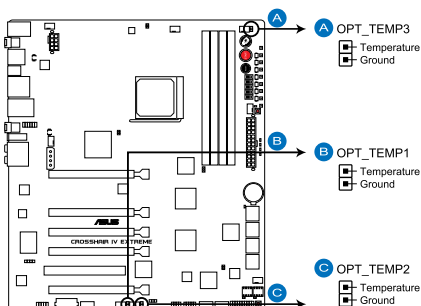 A
A OPT_TEMP3
Temperature
Ground
B
B OPT_TEMP1
Temperature
Ground
ASUS
CROSSHAIR IV EXTREME
C
C OPT_TEMP2
Temperature
Ground